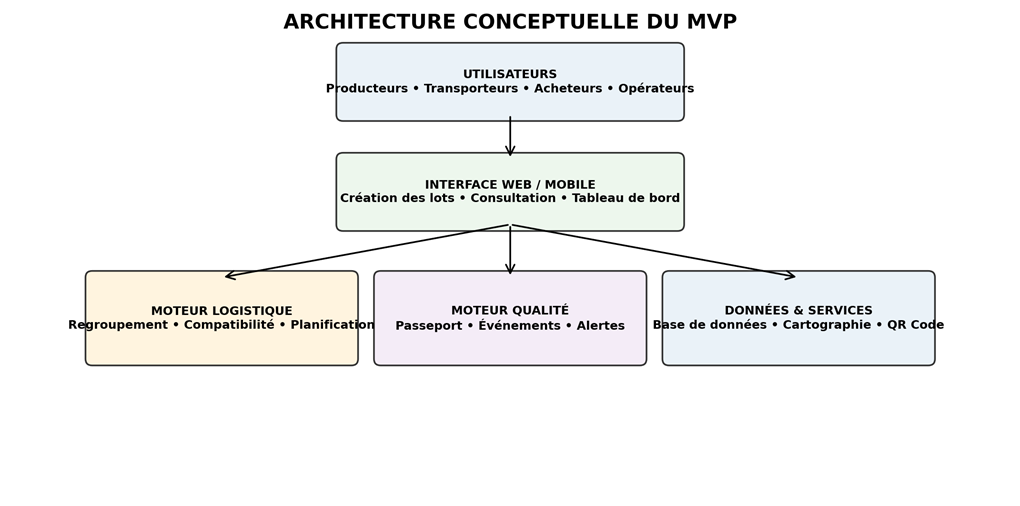 ARCHITECTURE CONCEPTUELLE DU MVP
UTILISATEURS
Producteurs • Transporteurs • Acheteurs • Opérateurs
INTERFACE WEB / MOBILE
Création des lots • Consultation • Tableau de bord
MOTEUR LOGISTIQUE
Regroupement • Compatibilité • Planification
MOTEUR QUALITÉ
Passeport • Événements • Alertes
DONNÉES & SERVICES
Base de données • Cartographie • QR Code